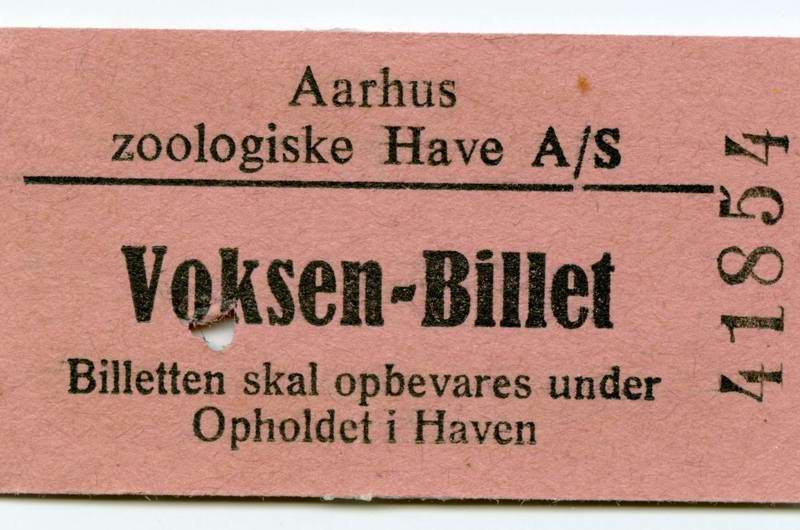 Aarhus
zoologiske Have A/S
Voksen-Billet
Billetten skal opbevares under
Opholdet i Haven
41854